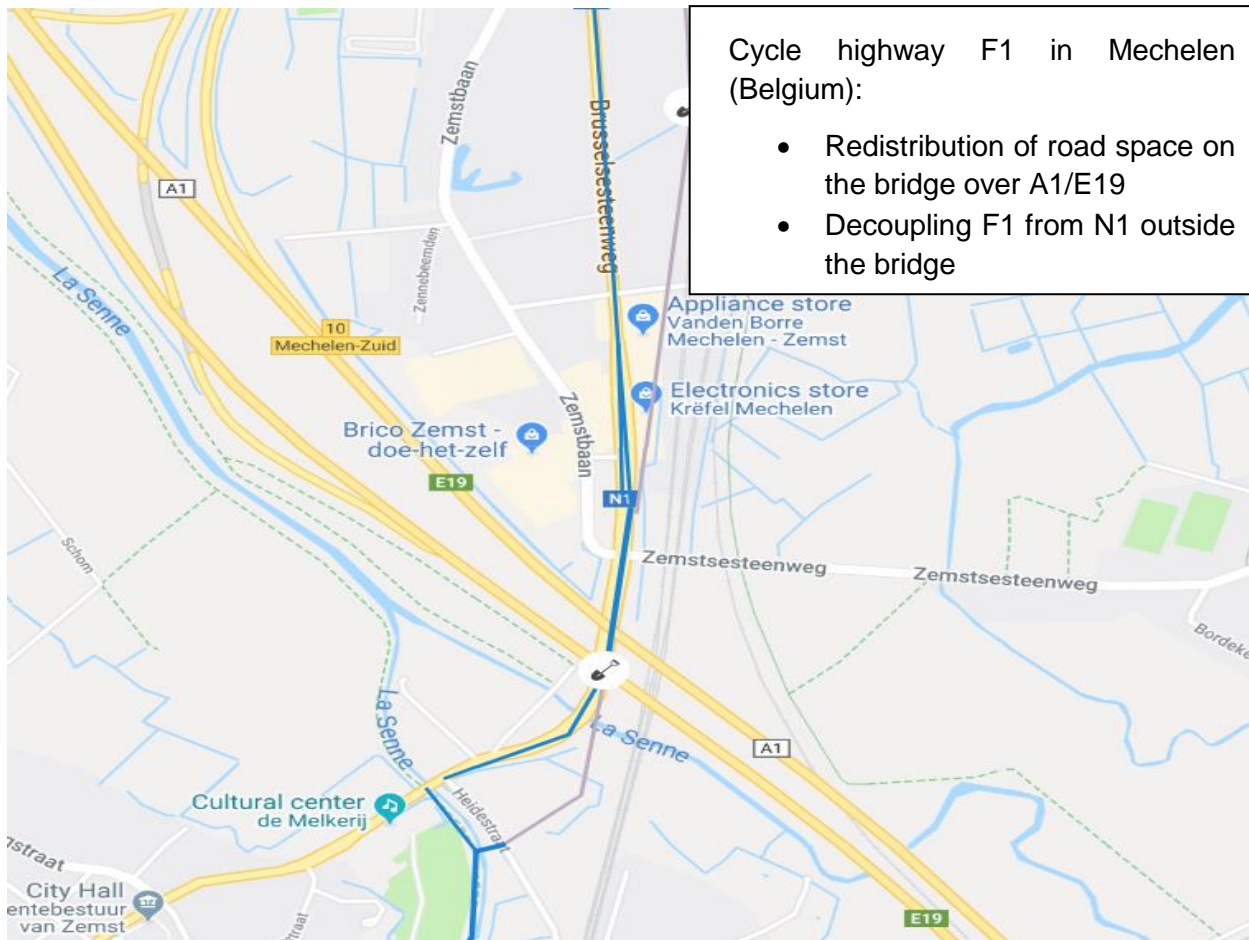 Cycle highway F1 in Mechelen
(Belgium):
• Redistribution of road space on
the bridge over A1/E19
• Decoupling F1 from N1 outside
the bridge
Zemstbaan
Brusselsesteenweg
A1
La Senne
Zennebeemden
10
Mechelen-Zuid
Appliance store
Vanden Borre
Mechelen - Zemst
Electronics store
Krëfel Mechelen
Brico Zemst -
doe-het-zelf
Zemstbaan
E19
N1
Schom
Zemstsesteenweg
Zemstsesteenweg
Bordeke
La Senne
La Senne
A1
Heidestraat
Cultural center
de Melkerij
ngstraat
City Hall
entebestuur
van Zemst
straat
E19